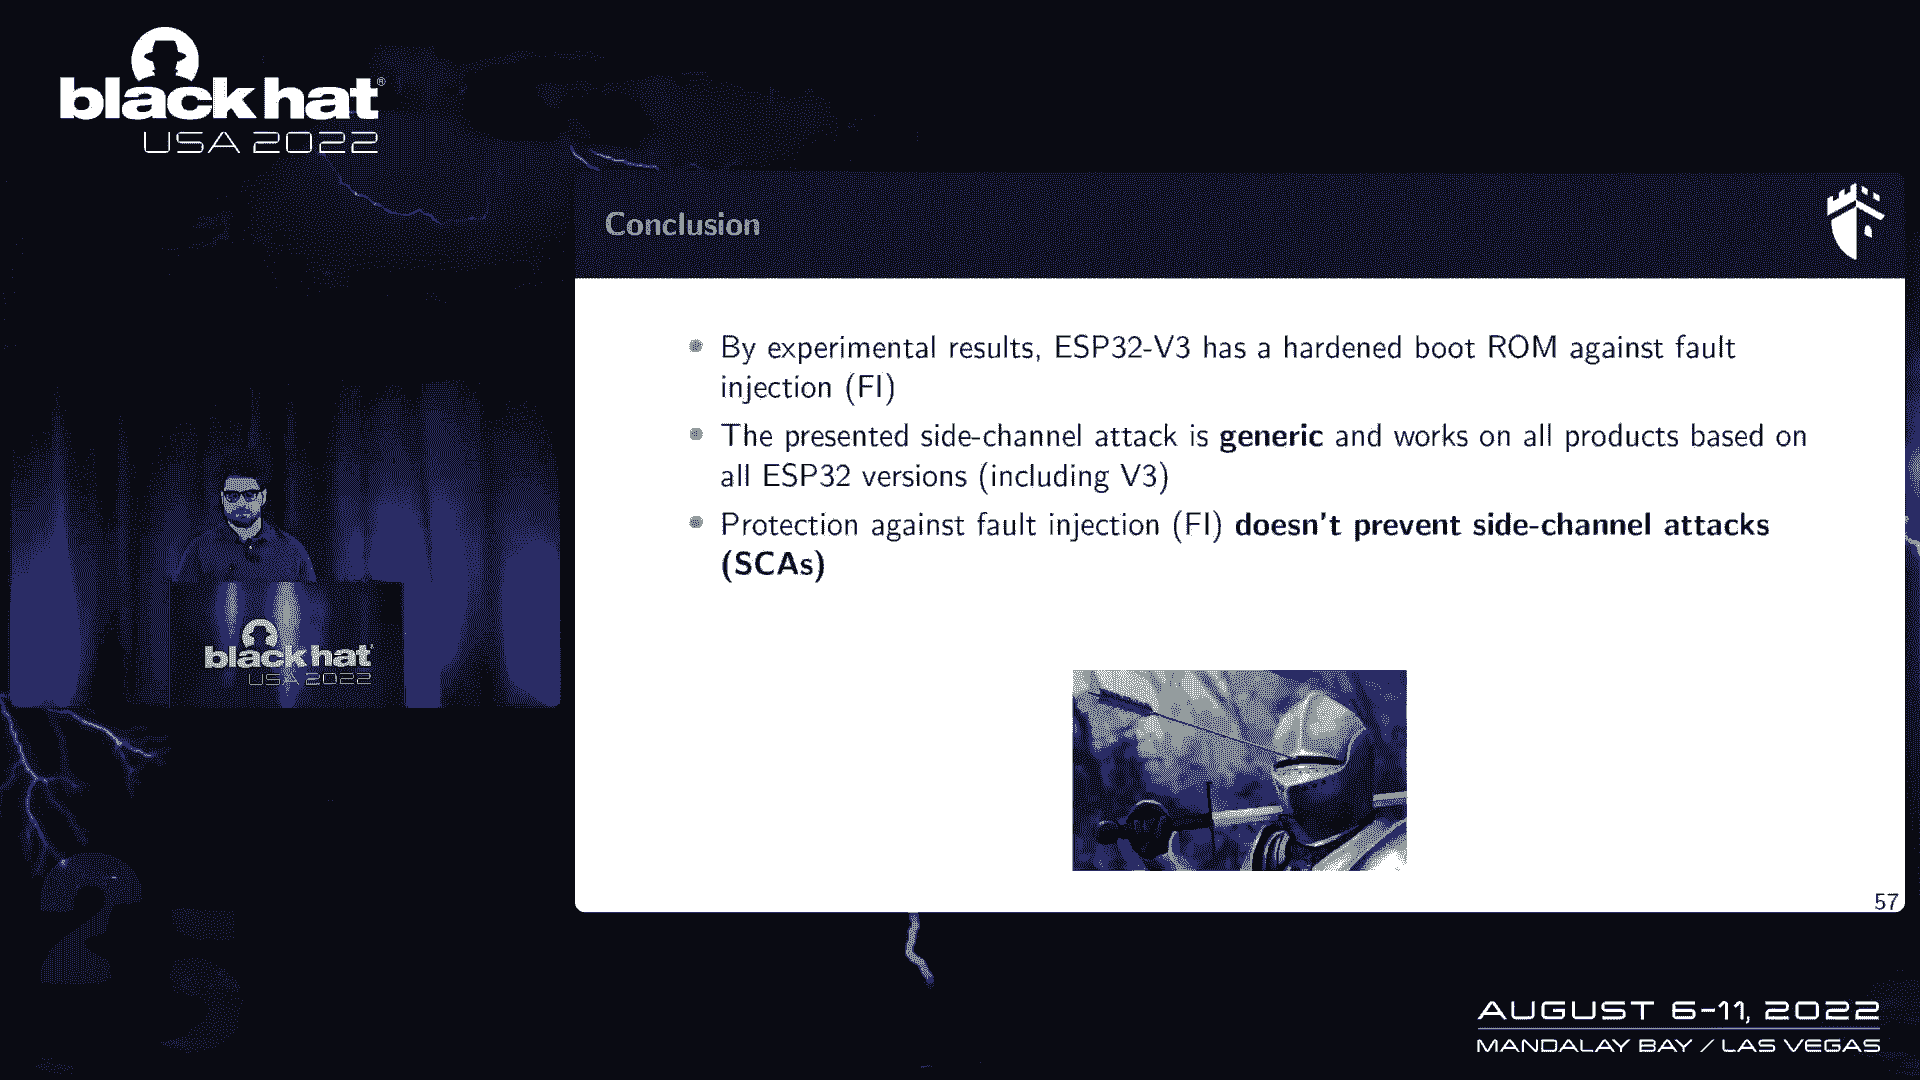 black hat®
USA 2022
Conclusion
• By experimental results, ESP32-V3 has a hardened boot ROM against fault
injection (FI)
• The presented side-channel attack is generic and works on all products based on
all ESP32 versions (including V3)
• Protection against fault injection (FI) doesn't prevent side-channel attacks
(SCAs)
black hat
USA 2022
57
25
AUGUST 6-11, 2022
MANDALAY BAY / LAS VEGAS